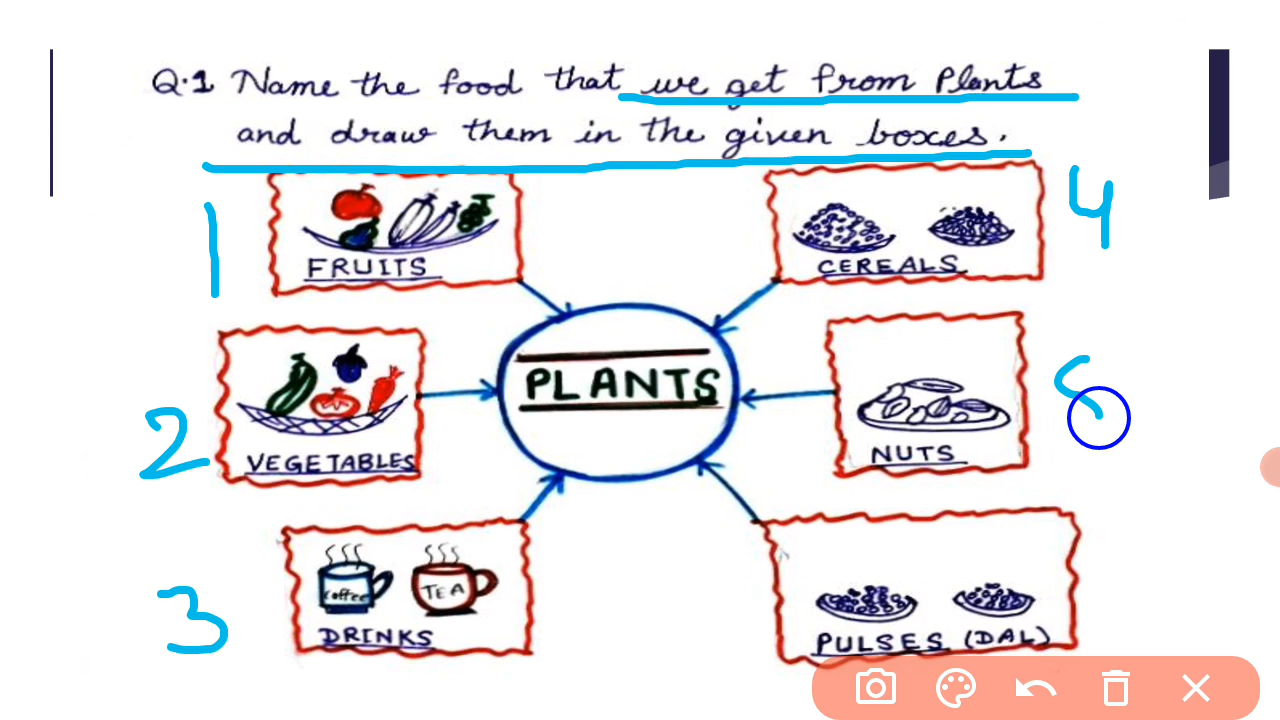 Q.1 Name the food that we get from Plants
and draw them in the given boxes.
1
FRUITS
4
CEREALS
PLANTS
2
VEGETABLES
NUTS
3
Coffee
TEA
DRINKS
PULSES (DAL)